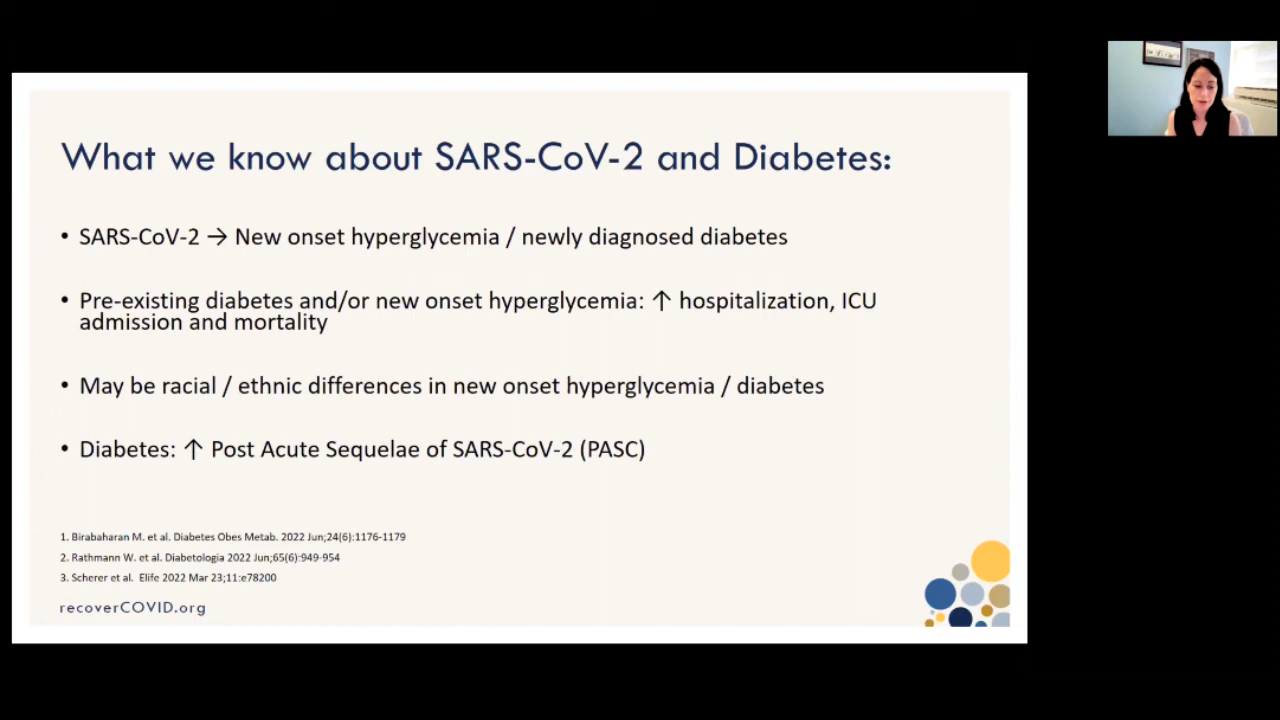 What we know about SARS-CoV-2 and Diabetes:
• SARS-CoV-2 → New onset hyperglycemia / newly diagnosed diabetes
• Pre-existing diabetes and/or new onset hyperglycemia: ↑ hospitalization, ICU
admission and mortality
• May be racial / ethnic differences in new onset hyperglycemia / diabetes
• Diabetes: ↑ Post Acute Sequelae of SARS-CoV-2 (PASC)
1. Birabaharan M. et al. Diabetes Obes Metab. 2022 Jun;24(6):1176-1179
2. Rathmann W. et al. Diabetologia 2022 Jun;65(6):949-954
3. Scherer et al. Elife 2022 Mar 23;11:e78200
recoverCOVID.org